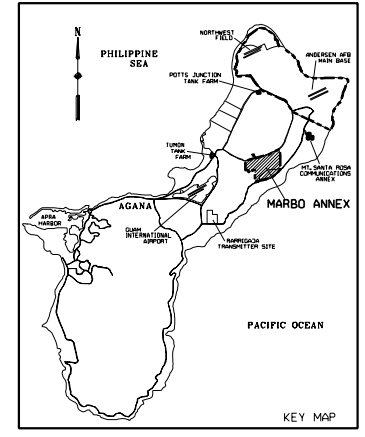 NORTHWEST
FIELD
N
PHILIPPINE
SEA
ANDERSEN AFB
MAIN BASE
POTTS JUNCTION
TANK FARM
TUMON
TANK
FARM
MT. SANTA ROSA
COMMUNICATIONS
ANNEX
MARBO ANNEX
AGANA
APRA
HARBOR
GUAM
INTERNATIONAL
AIRPORT
BARRIGADA
TRANSMITTER SITE
PACIFIC OCEAN
KEY MAP